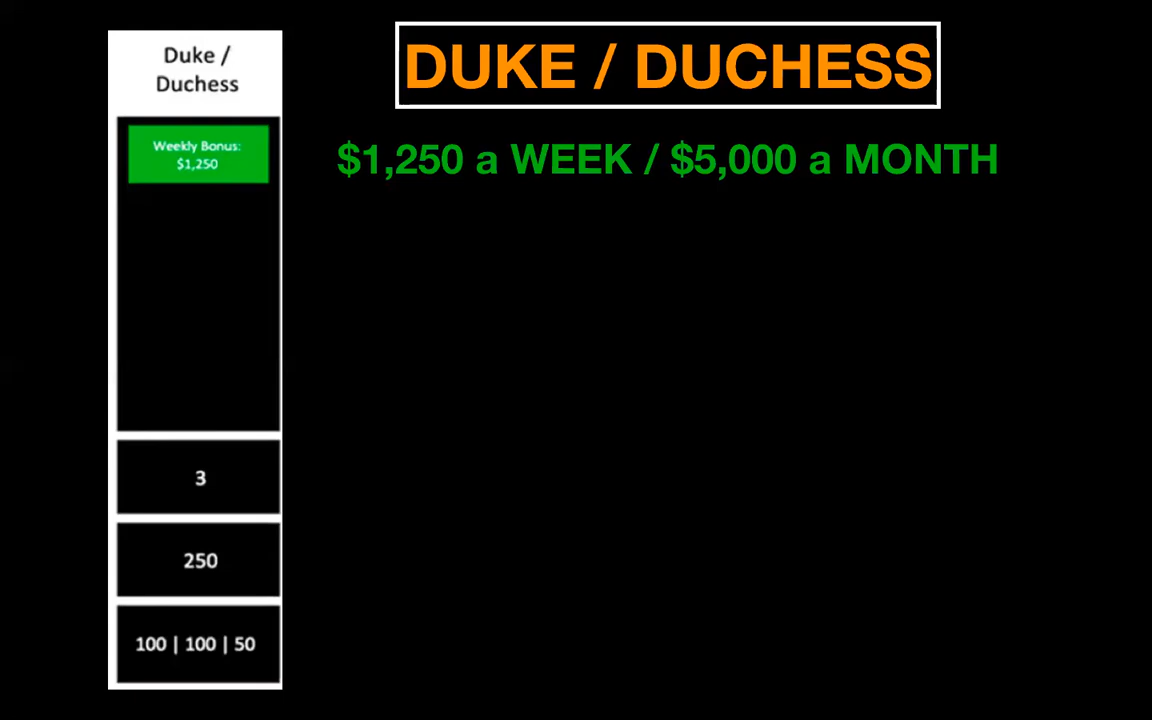 Duke /
Duchess
Weekly Bonus:
$1,250
3
250
100 | 100 | 50
DUKE / DUCHESS
$1,250 a WEEK / $5,000 a MONTH